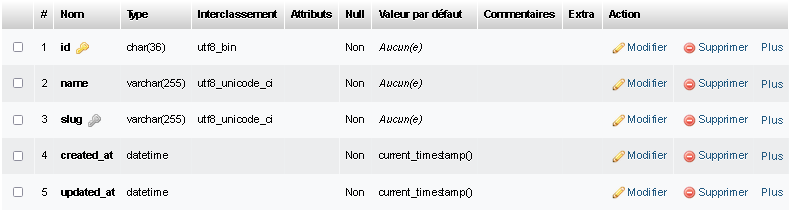 # Nom Type Interclassement Attributs Null Valeur par défaut Commentaires Extra Action
1 id char(36) utf8_bin Non Aucun(e) Modifier Supprimer Plus
2 name varchar(255) utf8_unicode_ci Non Aucun(e) Modifier Supprimer Plus
3 slug varchar(255) utf8_unicode_ci Non Aucun(e) Modifier Supprimer Plus
4 created_at datetime Non current_timestamp() Modifier Supprimer Plus
5 updated_at datetime Non current_timestamp() Modifier Supprimer Plus